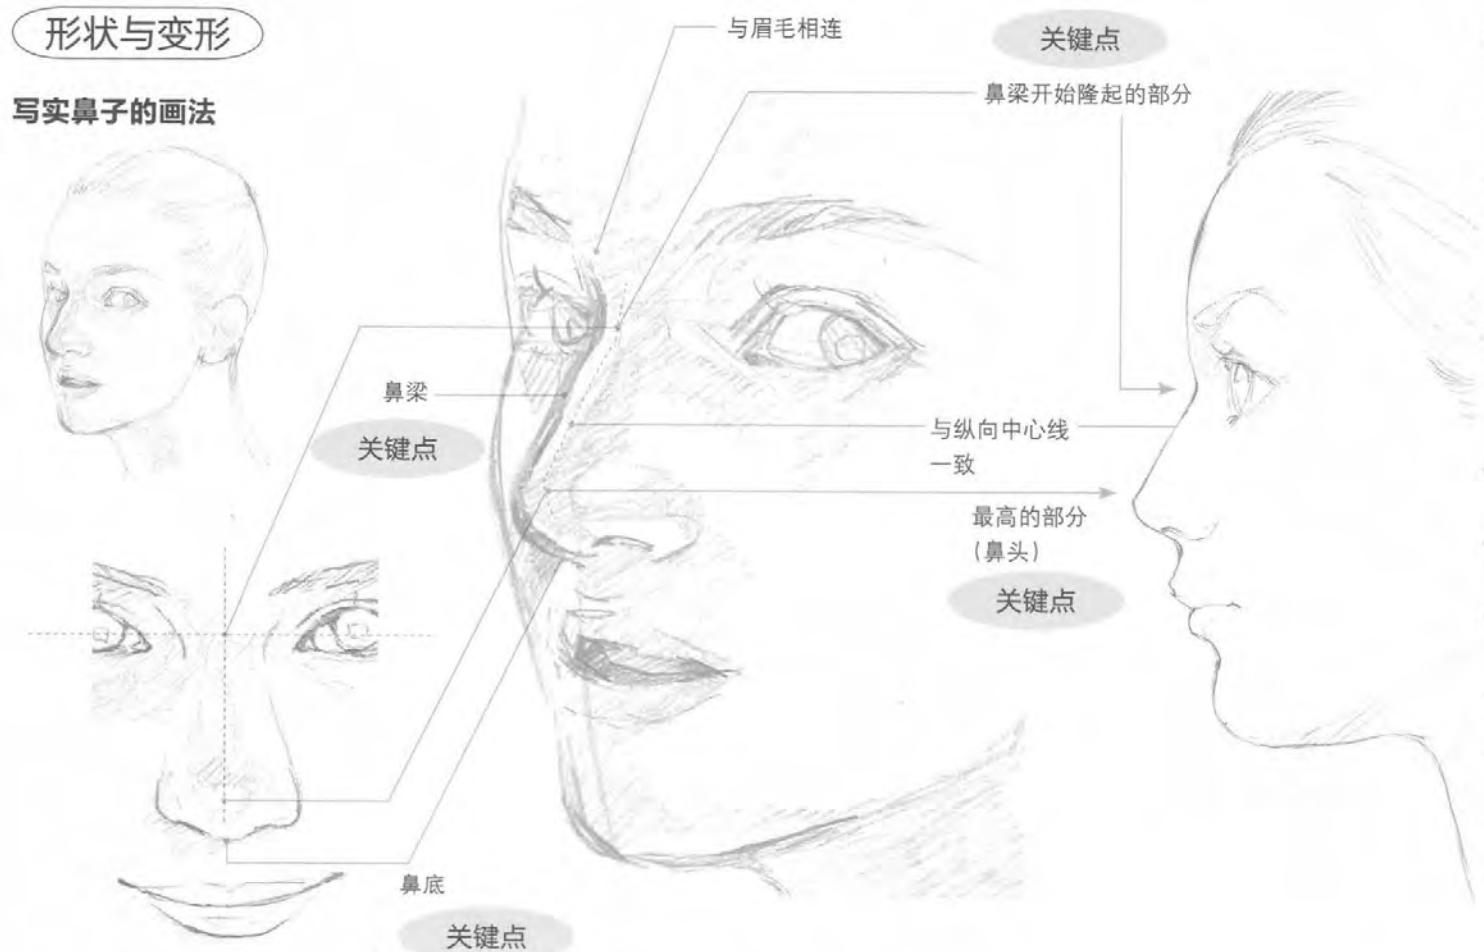 形状与变形
写实鼻子的画法
与眉毛相连
关键点
鼻梁开始隆起的部分
鼻梁
关键点
与纵向中心线
一致
最高的部分
(鼻头)
关键点
鼻底
关键点